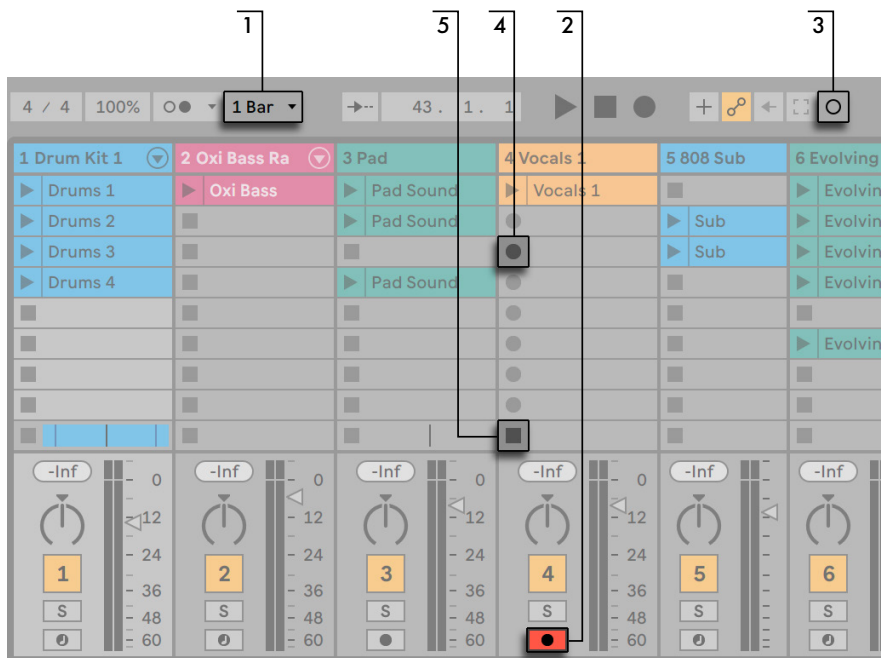 1 5 4 2 3
4 / 4 100% 1 Bar 43 . 1 . 1
1 Drum Kit 1 2 Oxi Bass Ra 3 Pad 4 Vocals 1 5 808 Sub 6 Evolving
Drums 1 Oxi Bass Pad Sound Vocals 1 Evolvin
Drums 2 Pad Sound Sub Evolvin
Drums 3 Sub Evolvin
Drums 4 Pad Sound Evolvin
Evolvin
-Inf 0 -Inf 0 -Inf 0 -Inf 0 -Inf -Inf
12 12 12 12
24 24 24 24
1 2 3 4 5 6
36 36 36 36
S S S S S S
48 48 48 48
60 60 60 60